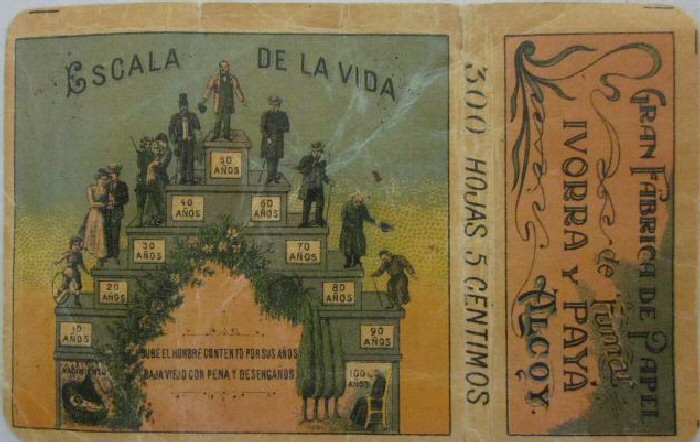 ESCALA DE LA VIDA
50
AÑOS
40
AÑOS
60
AÑOS
30
AÑOS
70
AÑOS
20
AÑOS
80
AÑOS
10
AÑOS
90
AÑOS
NACIMIENTO
100
AÑOS
SUBE EL HOMBRE CONTENTO POR SUS AÑOS
BAJA VIEJO CON PENA Y DESENGAÑOS
300 HOJAS 5 CENTIMOS
GRAN FÁBRICA DE PAPEL
de fumar
IVORRA Y PAYÁ
ALCOY.